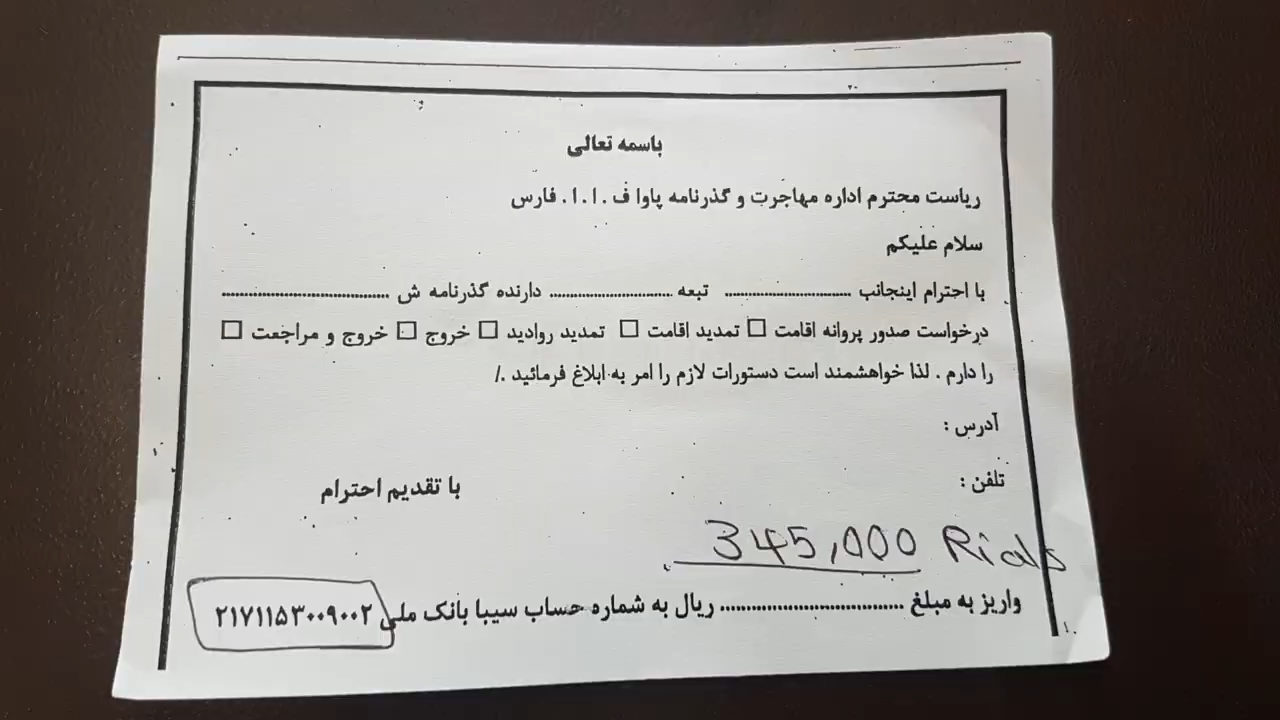 باسمه تعالی
ریاست محترم اداره مهاجرت و گذرنامه پاوا ف .ا.ا. فارس
سلام علیکم
با احترام اینجانب .............................. تبعه .............................. دارنده گذرنامه ش ........................................
درخواست صدور پروانه اقامت □ تمدید اقامت □ تمدید روادید □ خروج □ خروج و مراجعت □
را دارم . لذا خواهشمند است دستورات لازم را امر به ابلاغ فرمائید ./
آدرس :
تلفن :
با تقدیم احترام
345,000 Rials
واریز به مبلغ .................................. ریال به شماره حساب سیبا بانک ملی ۲۱۷۱۱۵۳۰۰۹۰۰۲